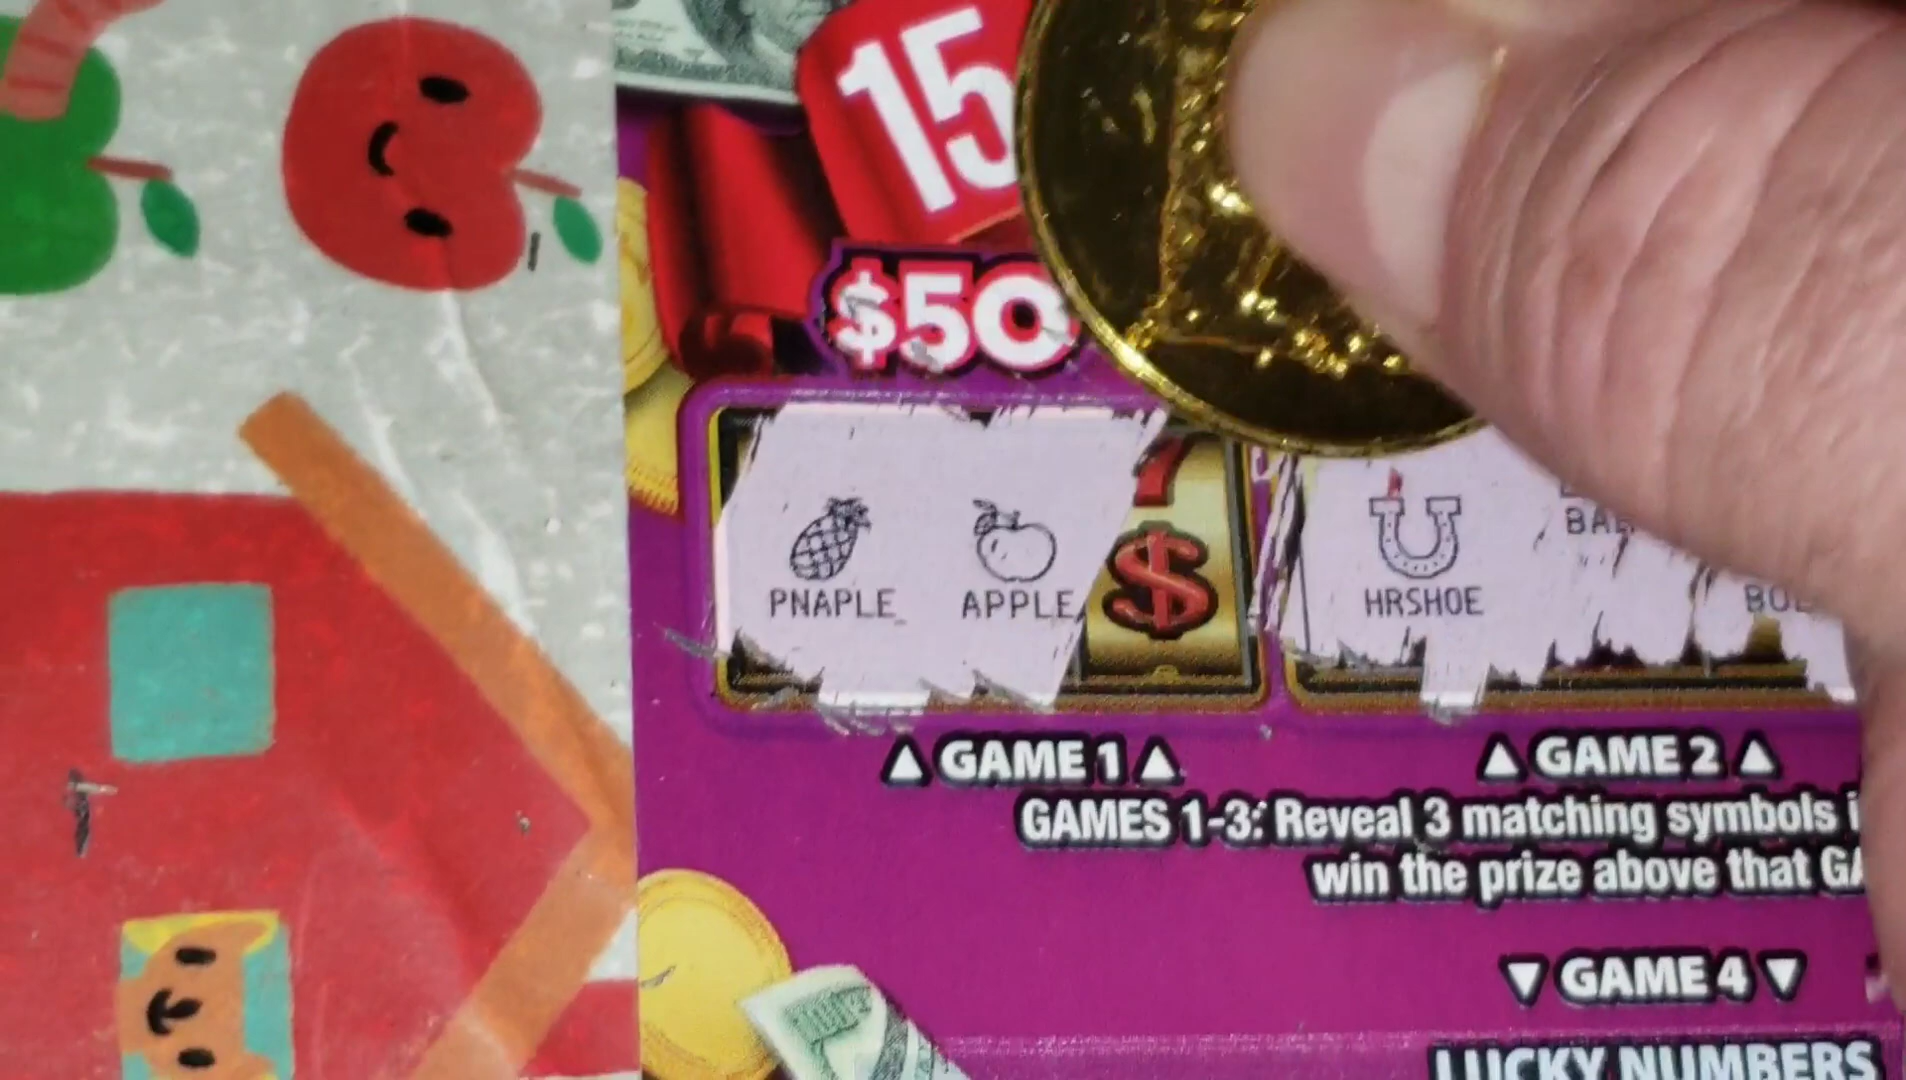 15
$50
PNAPLE APPLE $ HRSHOE
▲ GAME 1 ▲ ▲ GAME 2 ▲
GAMES 1-3: Reveal 3 matching symbols
win the prize above that
▼ GAME 4 ▼
LUCKY NUMBERS